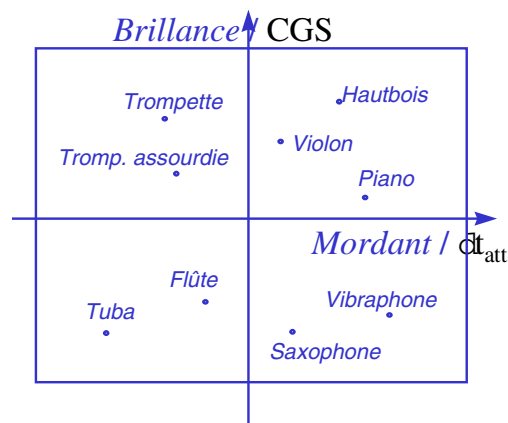 Brillance / CGS
Trompette
Hautbois
Violon
Tromp. assourdie
Piano
Mordant / dt_att
Flûte
Vibraphone
Tuba
Saxophone